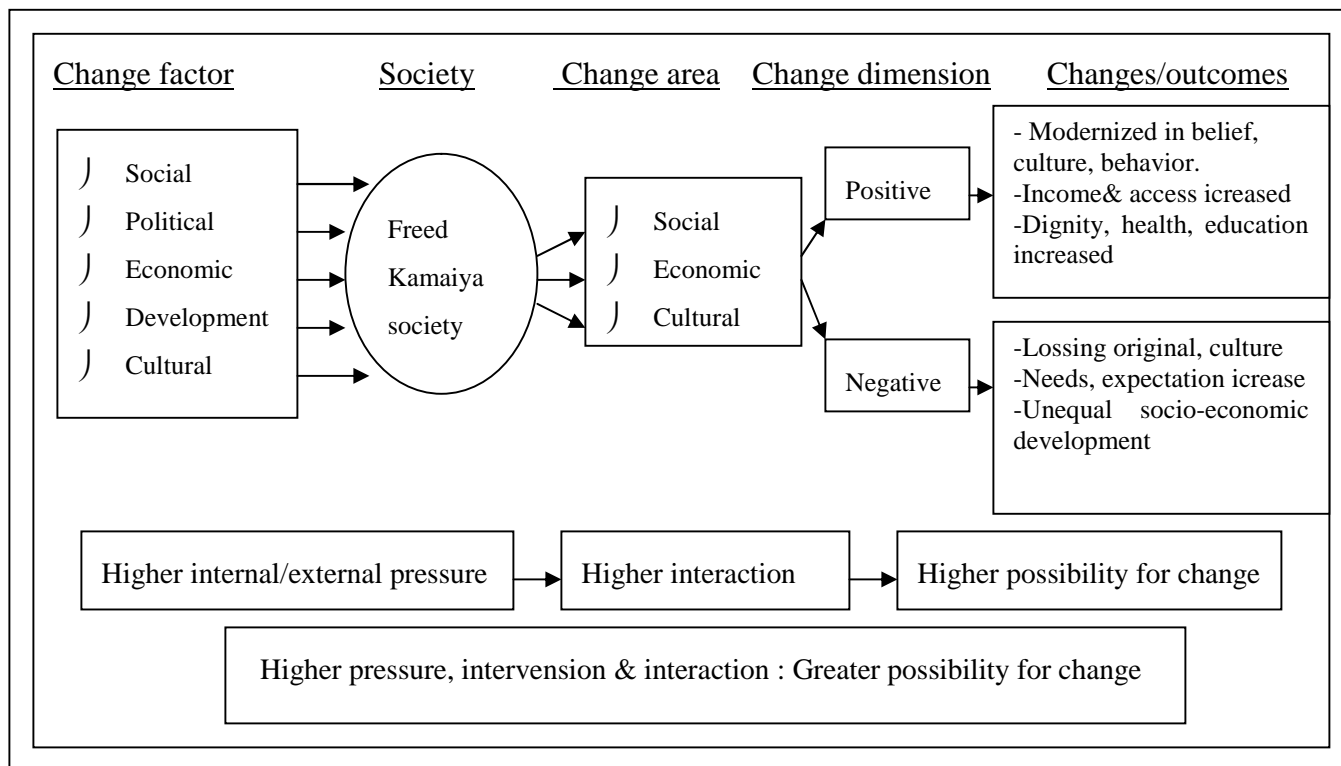 Change factor Society Change area Change dimension Changes/outcomes
Social
Political
Economic
Development
Cultural
Freed
Kamaiya
society
Social
Economic
Cultural
Positive
Negative
- Modernized in belief,
culture, behavior.
-Income& access icreased
-Dignity, health, education
increased
-Lossing original, culture
-Needs, expectation icrease
-Unequal socio-economic
development
Higher internal/external pressure
Higher interaction
Higher possibility for change
Higher pressure, intervension & interaction : Greater possibility for change